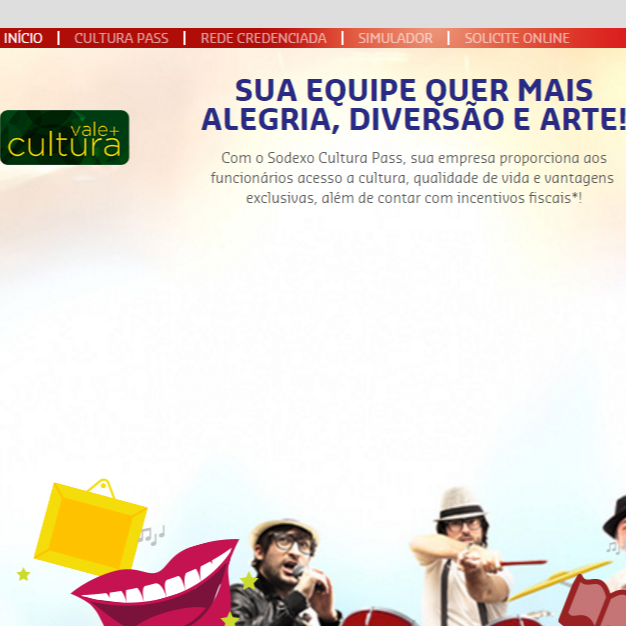 INÍCIO | CULTURA PASS | REDE CREDENCIADA | SIMULADOR | SOLICITE ONLINE
SUA EQUIPE QUER MAIS
ALEGRIA, DIVERSÃO E ARTE!
vale+
cultura
Com o Sodexo Cultura Pass, sua empresa proporciona aos
funcionários acesso a cultura, qualidade de vida e vantagens
exclusivas, além de contar com incentivos fiscais*!